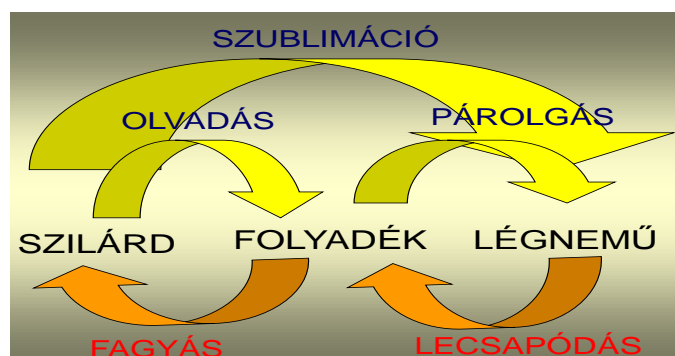 SZUBLIMÁCIÓ
OLVADÁS
PÁROLGÁS
SZILÁRD
FOLYADÉK
LÉGNEMŰ
FAGYÁS
LECSAPÓDÁS